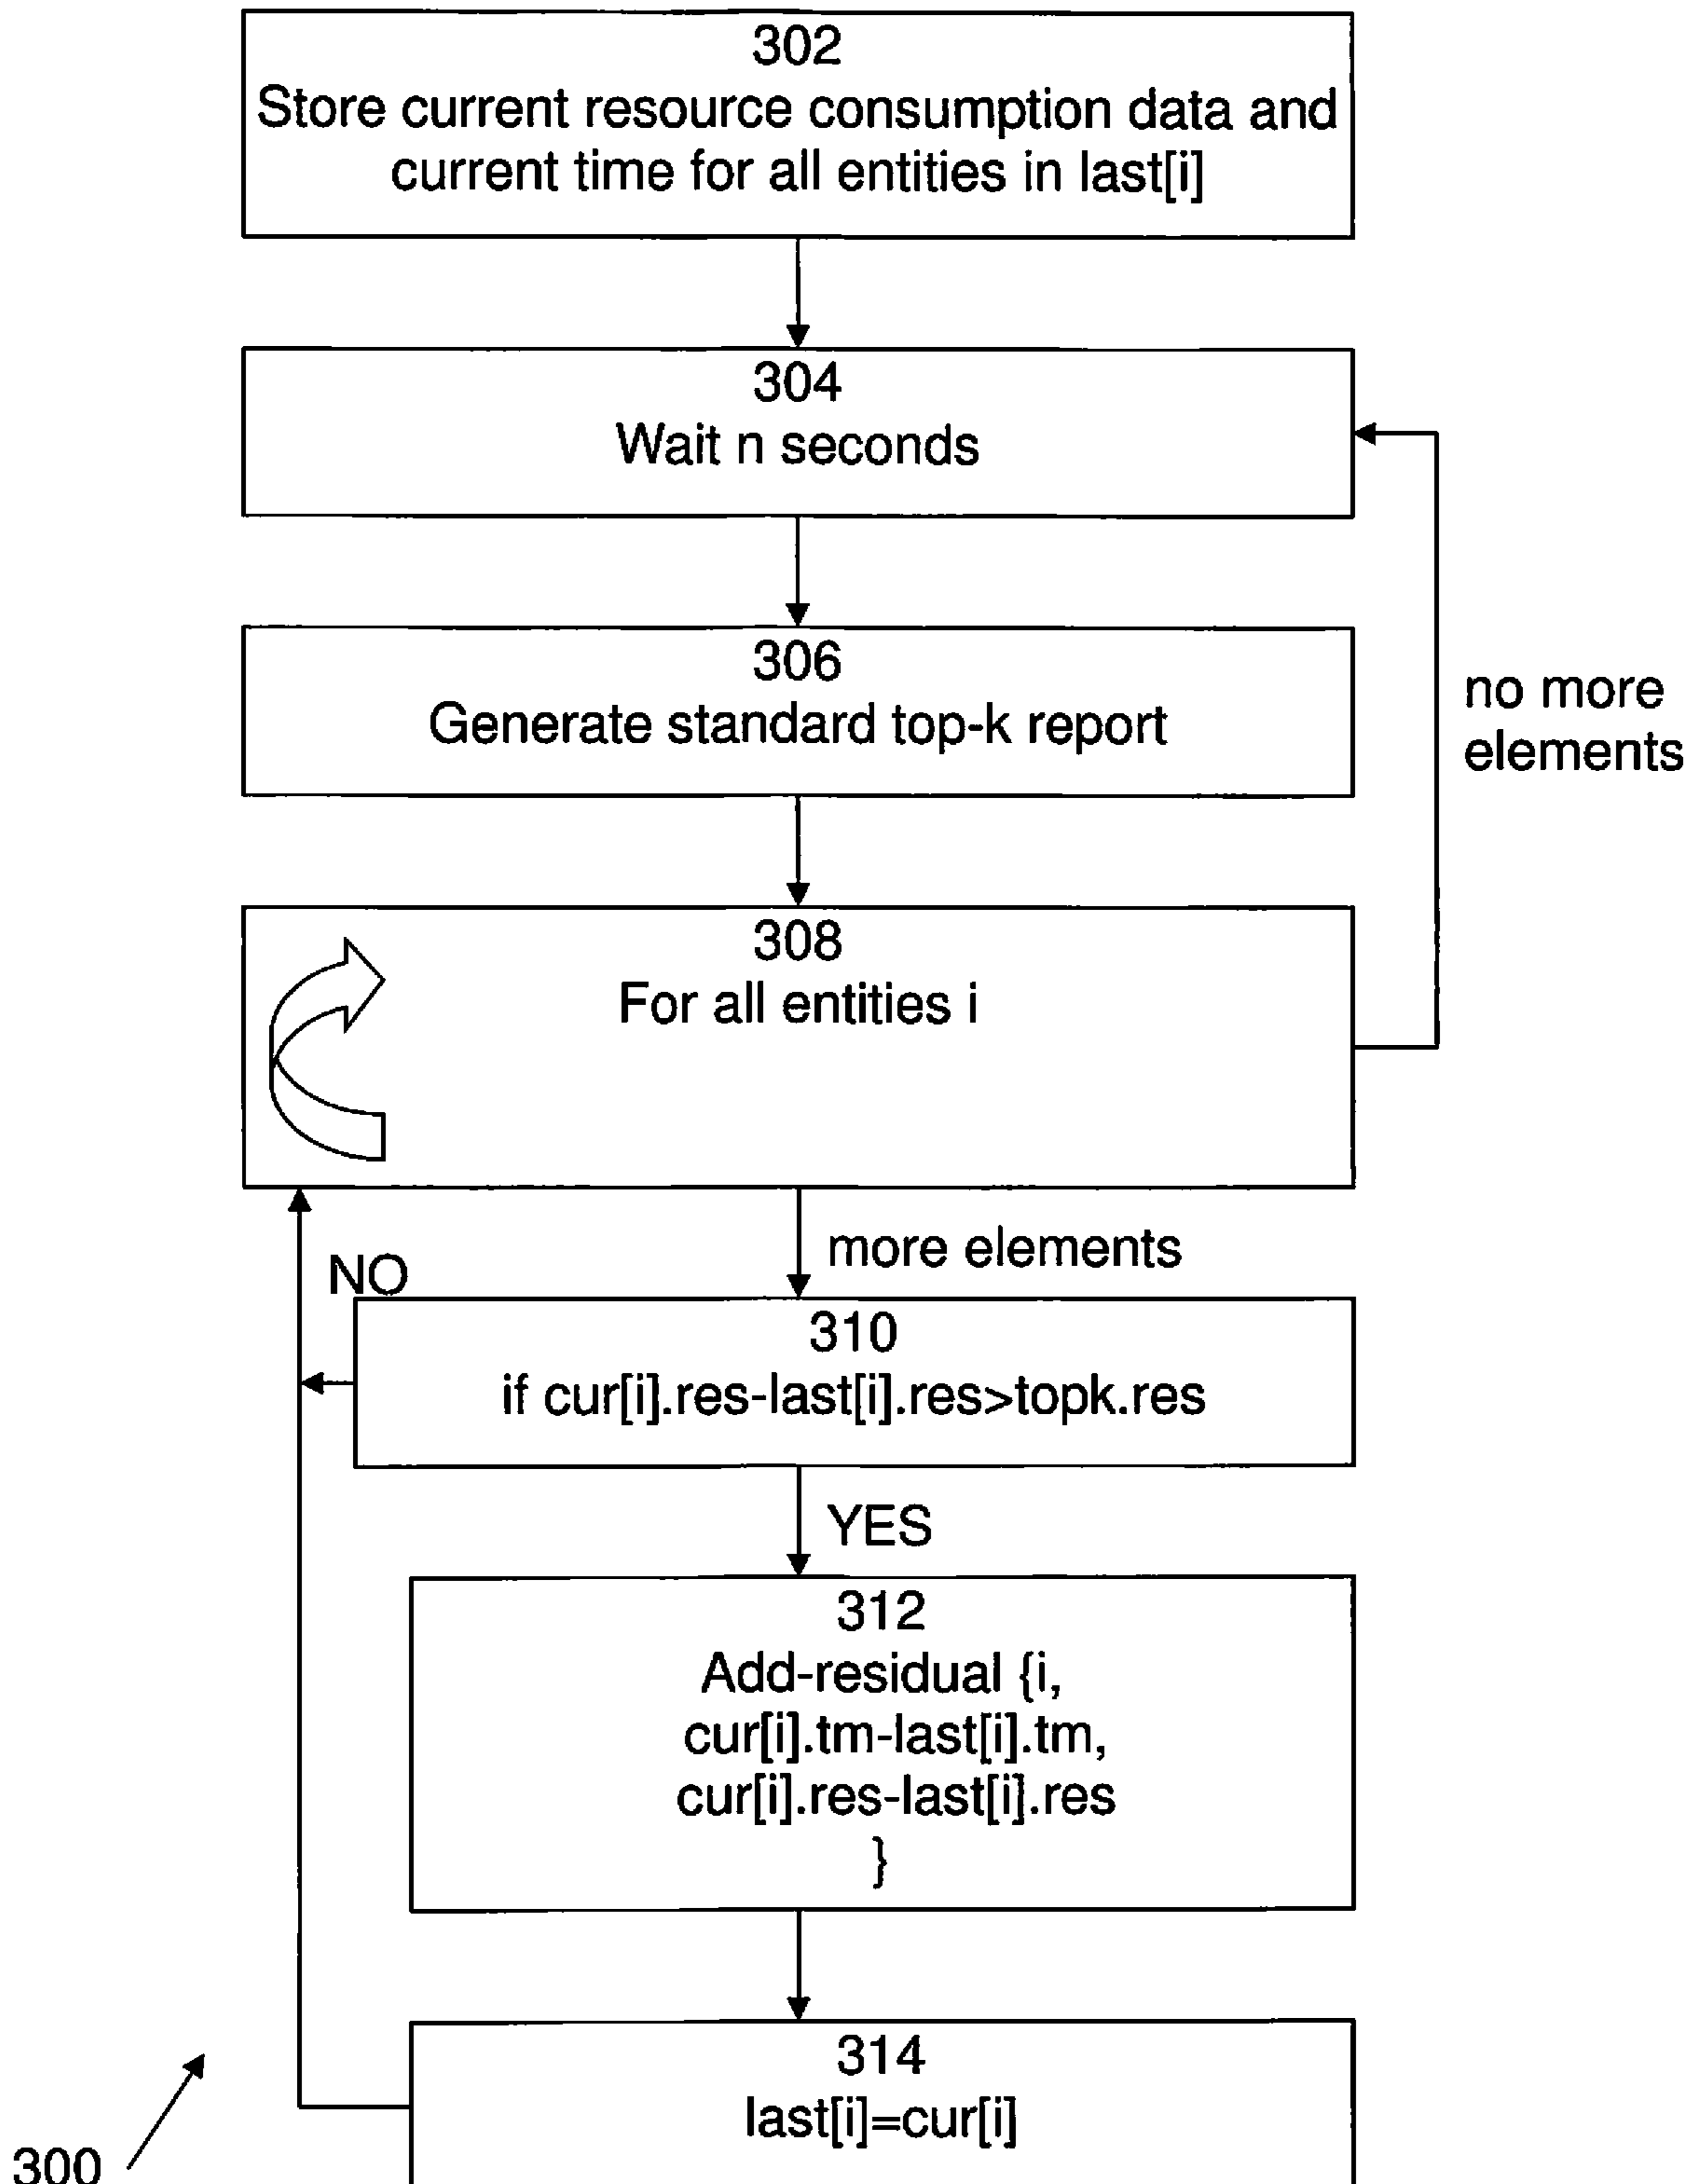 302
Store current resource consumption data and
current time for all entities in last[i]
304
Wait n seconds
306
Generate standard top-k report
no more
elements
308
For all entities i
more elements
NO
310
if cur[i].res-last[i].res>topk.res
YES
312
Add-residual {i,
cur[i].tm-last[i].tm,
cur[i].res-last[i].res
}
314
last[i]=cur[i]
300